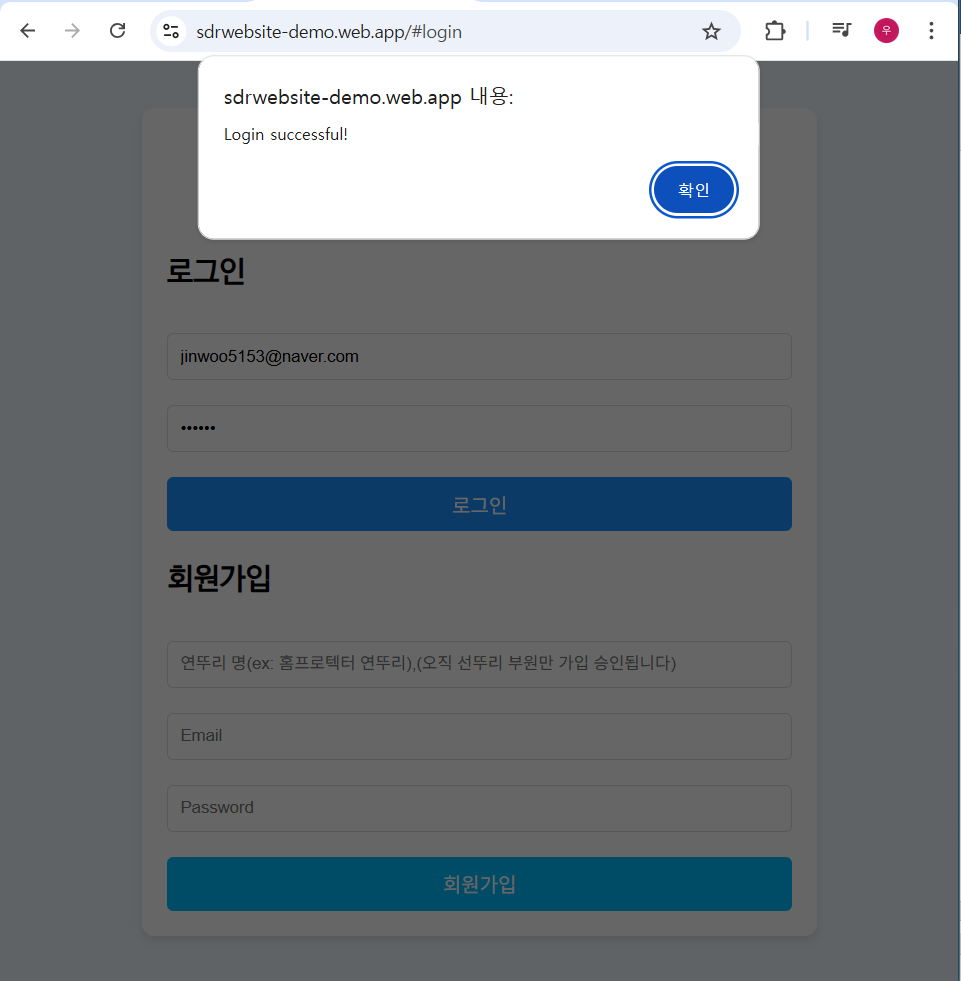 sdrwebsite-demo.web.app/#login
우
sdrwebsite-demo.web.app 내용:
Login successful!
확인
로그인
jinwoo5153@naver.com
••••••
로그인
회원가입
연뚜리 명(ex: 홈프로텍터 연뚜리),(오직 선뚜리 부원만 가입 승인됩니다)
Email
Password
회원가입